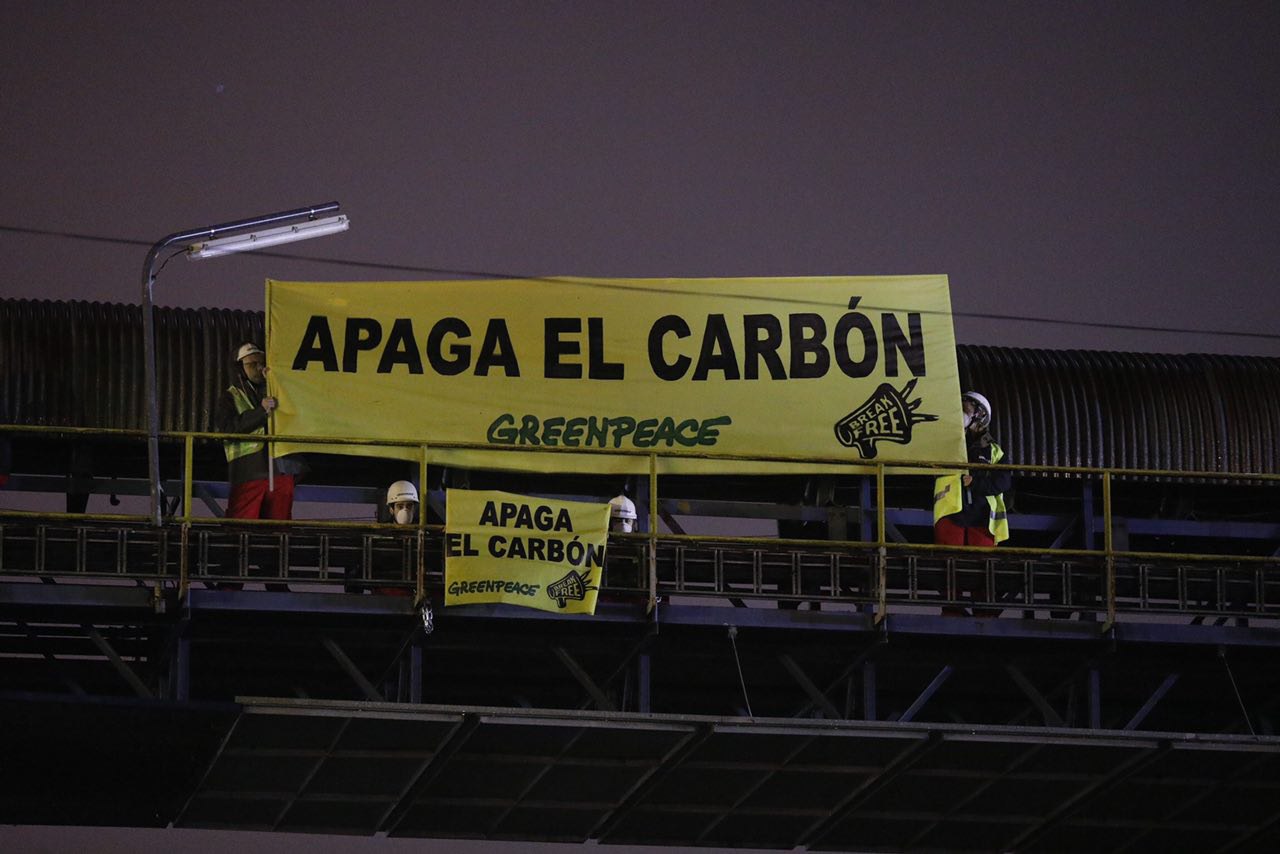 APAGA EL CARBÓN
GREENPEACE
BREAK
FREE
APAGA
EL CARBÓN
GREENPEACE
BREAK
FREE